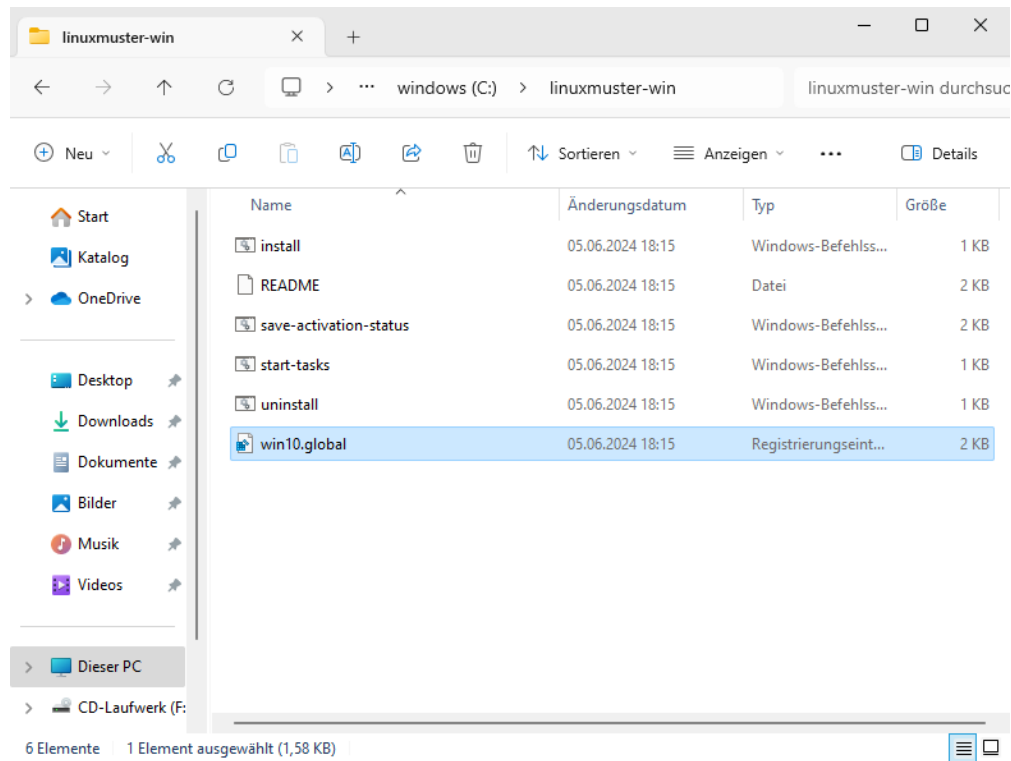 linuxmuster-win
windows (C:) linuxmuster-win linuxmuster-win durchsuc
Neu Sortieren Anzeigen Details
Name Änderungsdatum Typ Größe
Start
Katalog
OneDrive
Desktop
Downloads
Dokumente
Bilder
Musik
Videos
Dieser PC
CD-Laufwerk (F:
install 05.06.2024 18:15 Windows-Befehlss... 1 KB
README 05.06.2024 18:15 Datei 2 KB
save-activation-status 05.06.2024 18:15 Windows-Befehlss... 2 KB
start-tasks 05.06.2024 18:15 Windows-Befehlss... 1 KB
uninstall 05.06.2024 18:15 Windows-Befehlss... 1 KB
win10.global 05.06.2024 18:15 Registrierungseint... 2 KB
6 Elemente 1 Element ausgewählt (1,58 KB)